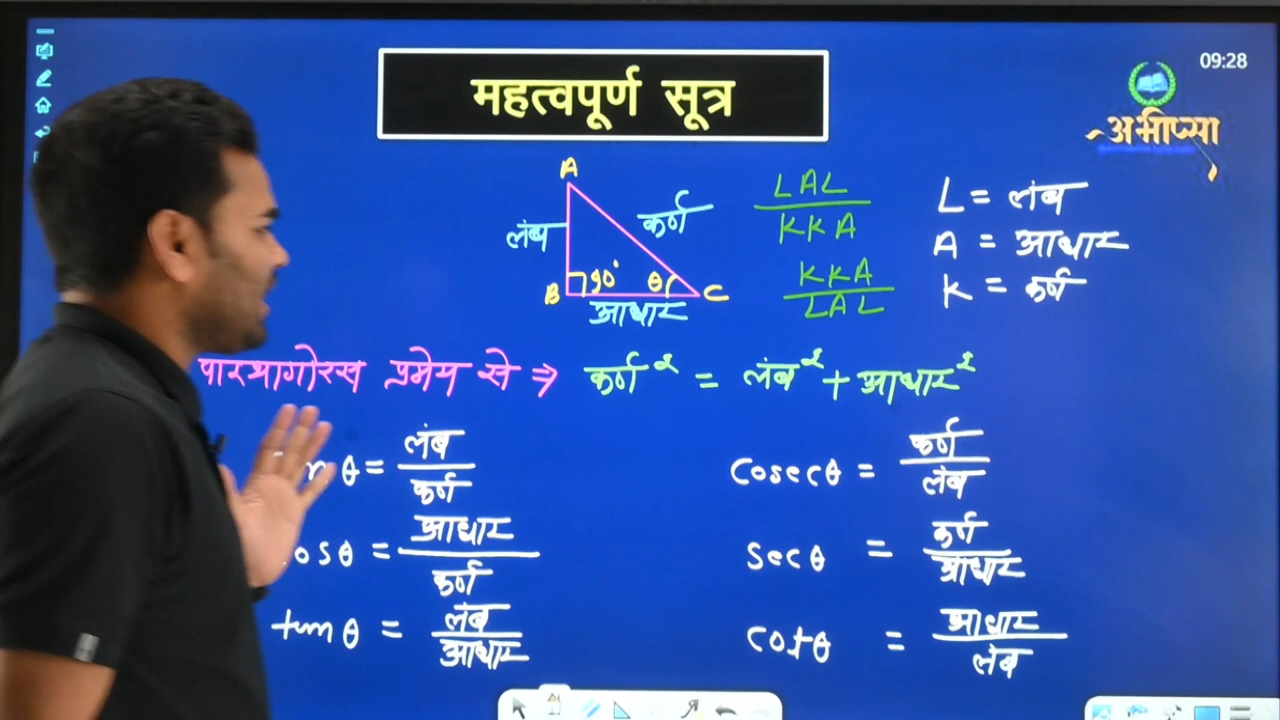 09:28
महत्वपूर्ण सूत्र
अभीप्सा
A
लंब
कर्ण
B 90° θ C
आधार
LAL
KKA
KKA
LAL
L = लंब
A = आधार
K = कर्ण
पाइथागोरस प्रमेय से ⇒ कर्ण² = लंब² + आधार²
θ = लंब / कर्ण
cosecθ = कर्ण / लंब
osθ = आधार / कर्ण
secθ = कर्ण / आधार
tanθ = लंब / आधार
cotθ = आधार / लंब